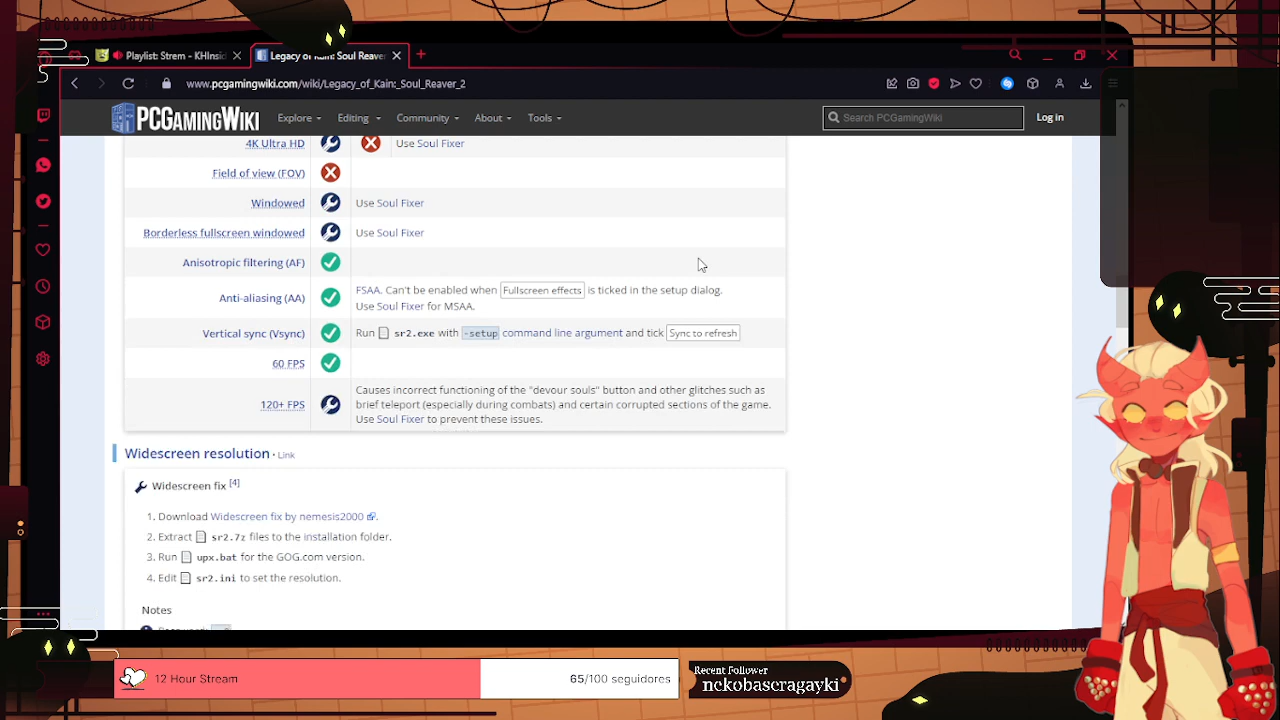 Playlist: Strem - KHInsid
Legacy of Kain: Soul Reaver
www.pcgamingwiki.com/wiki/Legacy_of_Kain:_Soul_Reaver_2
PCGamingWiki
Explore
Editing
Community
About
Tools
Search PCGamingWiki
Log in
4K Ultra HD Use Soul Fixer
Field of view (FOV)
Windowed Use Soul Fixer
Borderless fullscreen windowed Use Soul Fixer
Anisotropic filtering (AF)
Anti-aliasing (AA) FSAA. Can't be enabled when Fullscreen effects is ticked in the setup dialog.
Use Soul Fixer for MSAA.
Vertical sync (Vsync) Run sr2.exe with -setup command line argument and tick Sync to refresh
60 FPS
120+ FPS Causes incorrect functioning of the "devour souls" button and other glitches such as
brief teleport (especially during combats) and certain corrupted sections of the game.
Use Soul Fixer to prevent these issues.
Widescreen resolution • Link
Widescreen fix [4]
1. Download Widescreen fix by nemesis2000.
2. Extract sr2.7z files to the installation folder.
3. Run upx.bat for the GOG.com version.
4. Edit sr2.ini to set the resolution.
Notes
12 Hour Stream 65/100 seguidores
Recent Follower
nekobaseragayki